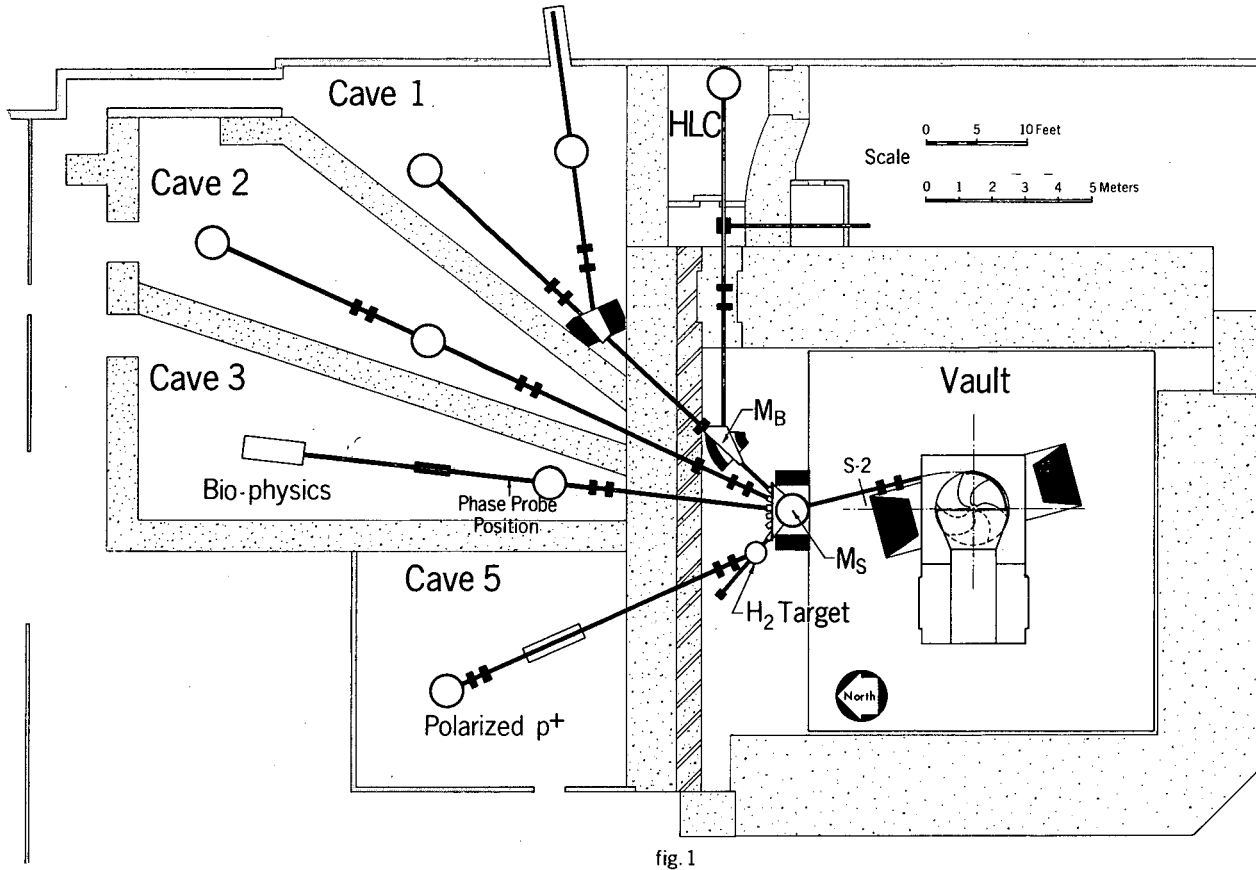 Cave 1
HLC
0 5 10 Feet
Scale
0 1 2 3 4 5 Meters
Cave 2
Cave 3
Vault
M_B
S-2
Bio-physics
Phase Probe
Position
M_S
Cave 5
H₂ Target
North
Polarized p⁺
fig. 1